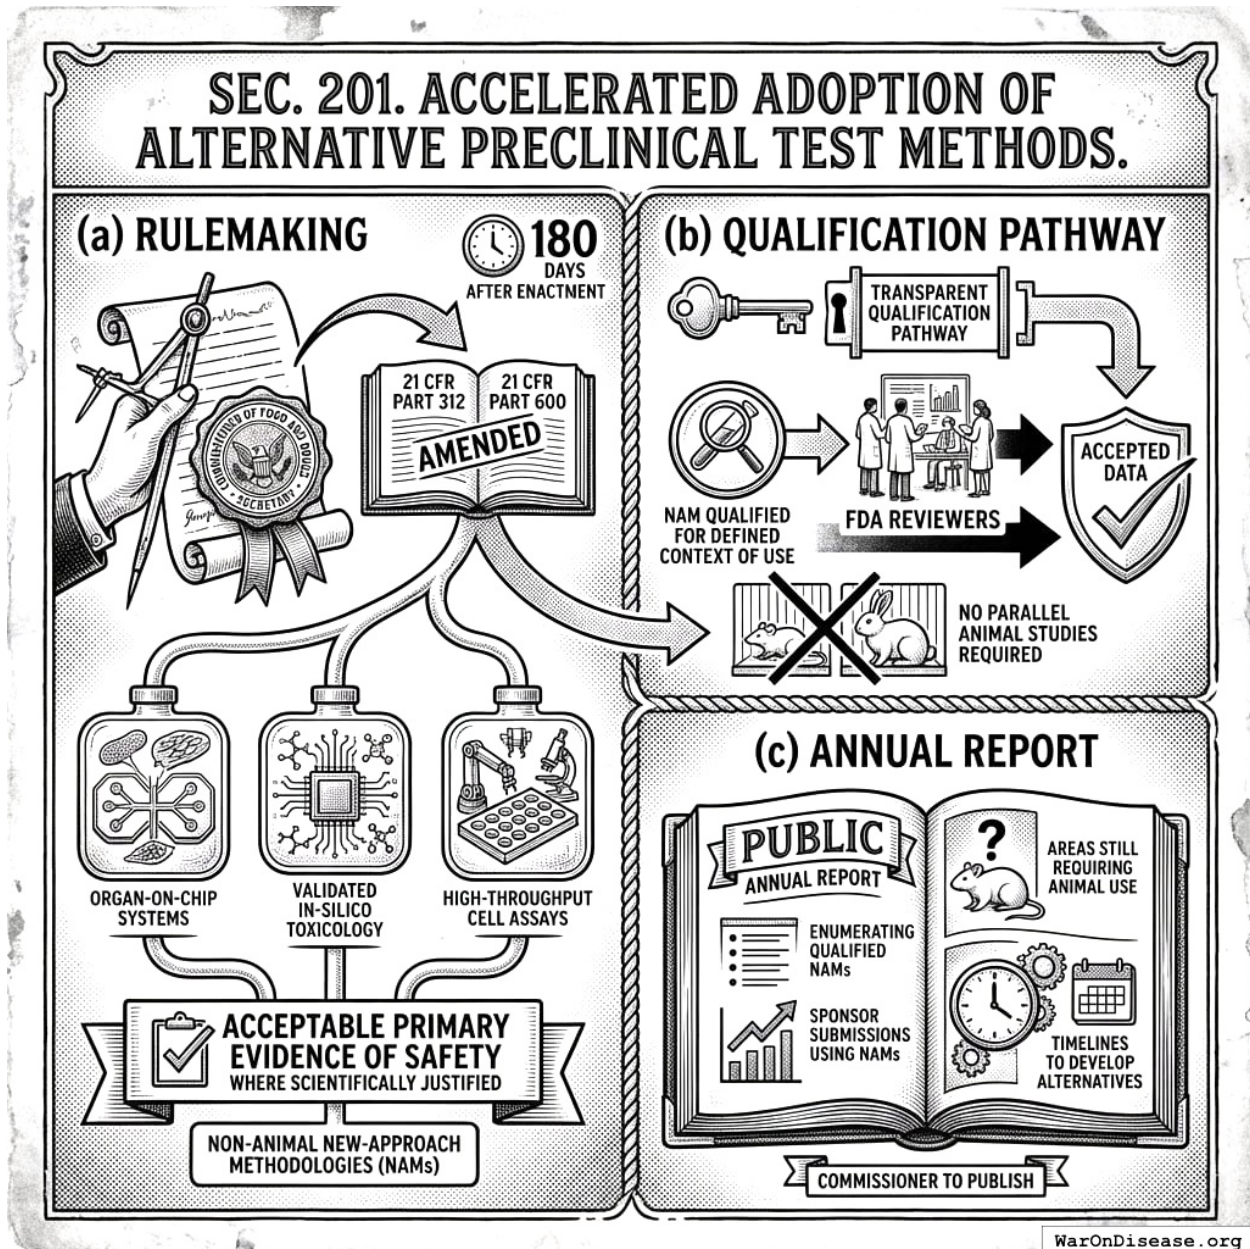 SEC. 201. ACCELERATED ADOPTION OF
ALTERNATIVE PRECLINICAL TEST METHODS.
(a) RULEMAKING
180
DAYS
AFTER ENACTMENT
21 CFR
PART 312
21 CFR
PART 600
AMENDED
ORGAN-ON-CHIP
SYSTEMS
VALIDATED
IN-SILICO
TOXICOLOGY
HIGH-THROUGHPUT
CELL ASSAYS
ACCEPTABLE PRIMARY
EVIDENCE OF SAFETY
WHERE SCIENTIFICALLY JUSTIFIED
NON-ANIMAL NEW-APPROACH
METHODOLOGIES (NAMs)
(b) QUALIFICATION PATHWAY
TRANSPARENT
QUALIFICATION
PATHWAY
NAM QUALIFIED
FOR DEFINED
CONTEXT OF USE
FDA REVIEWERS
ACCEPTED
DATA
NO PARALLEL
ANIMAL STUDIES
REQUIRED
(c) ANNUAL REPORT
PUBLIC
ANNUAL REPORT
ENUMERATING
QUALIFIED
NAMs
SPONSOR
SUBMISSIONS
USING NAMs
?
AREAS STILL
REQUIRING
ANIMAL USE
TIMELINES
TO DEVELOP
ALTERNATIVES
COMMISSIONER TO PUBLISH
WarOnDisease.org